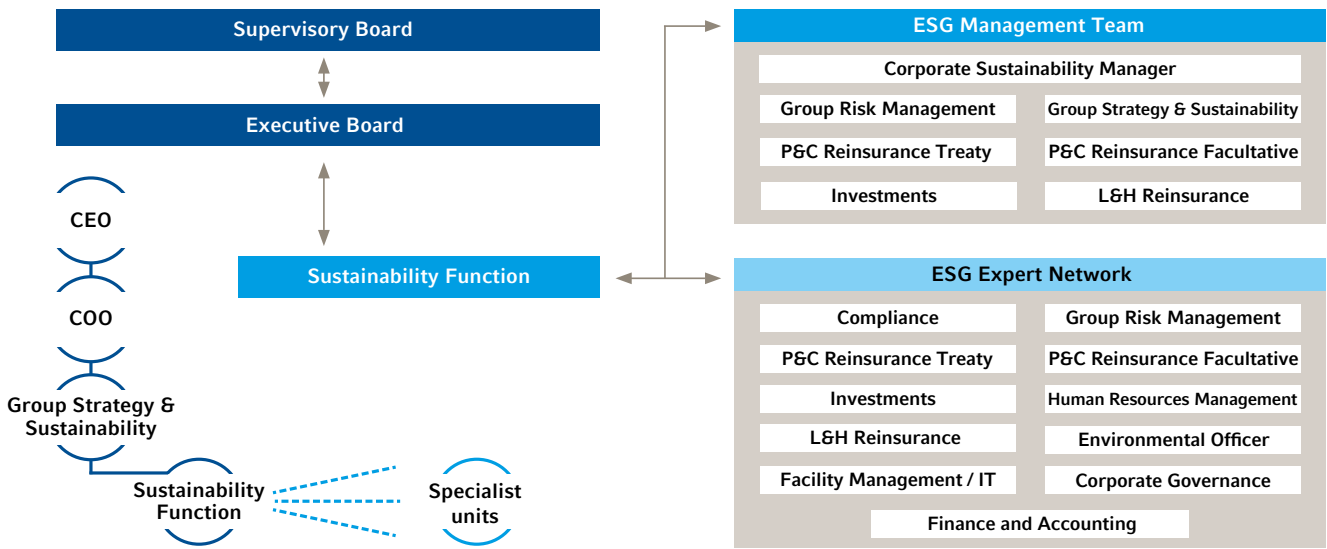 Supervisory Board
Executive Board
CEO
COO
Group Strategy &
Sustainability
Sustainability
Function
Specialist
units
Sustainability Function
ESG Management Team
Corporate Sustainability Manager
Group Risk Management
Group Strategy & Sustainability
P&C Reinsurance Treaty
P&C Reinsurance Facultative
Investments
L&H Reinsurance
ESG Expert Network
Compliance
Group Risk Management
P&C Reinsurance Treaty
P&C Reinsurance Facultative
Investments
Human Resources Management
L&H Reinsurance
Environmental Officer
Facility Management / IT
Corporate Governance
Finance and Accounting